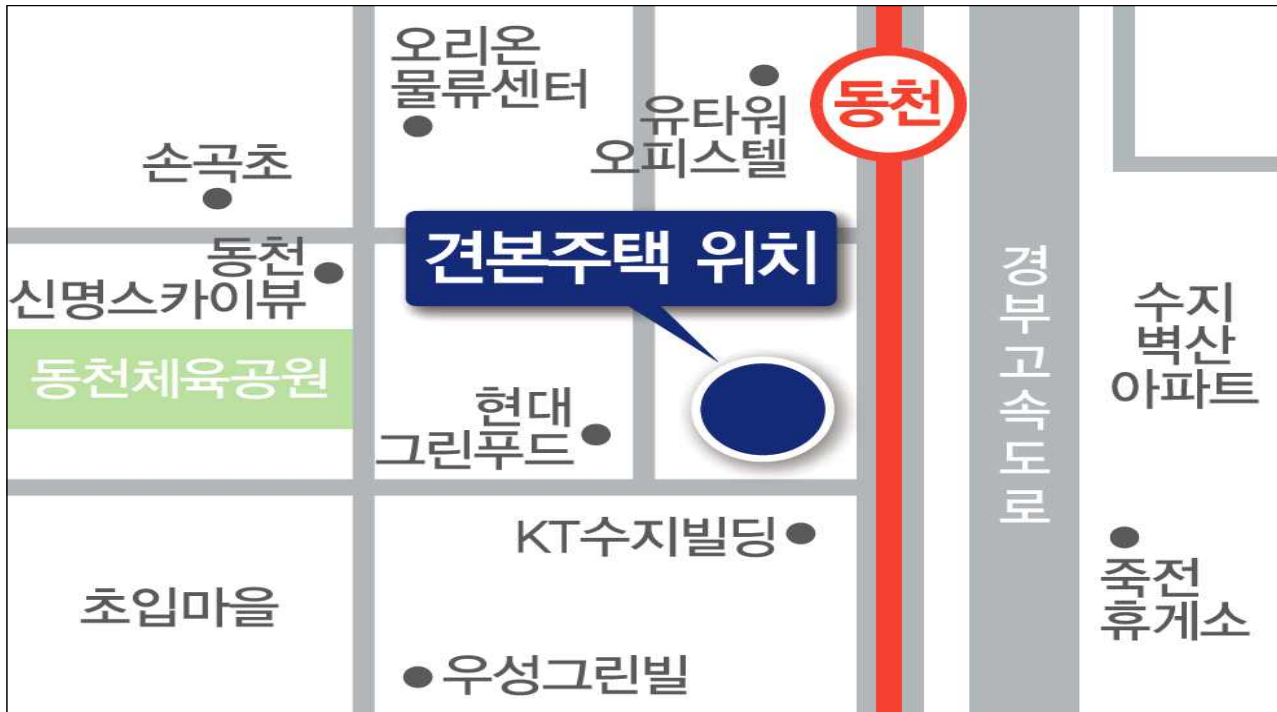 오리온
물류센터
유타워
오피스텔
동천
손곡초
동천
신명스카이뷰
견본주택 위치
경부고속도로
수지
벽산
아파트
동천체육공원
현대
그린푸드
KT수지빌딩
죽전
휴게소
초입마을
우성그린빌